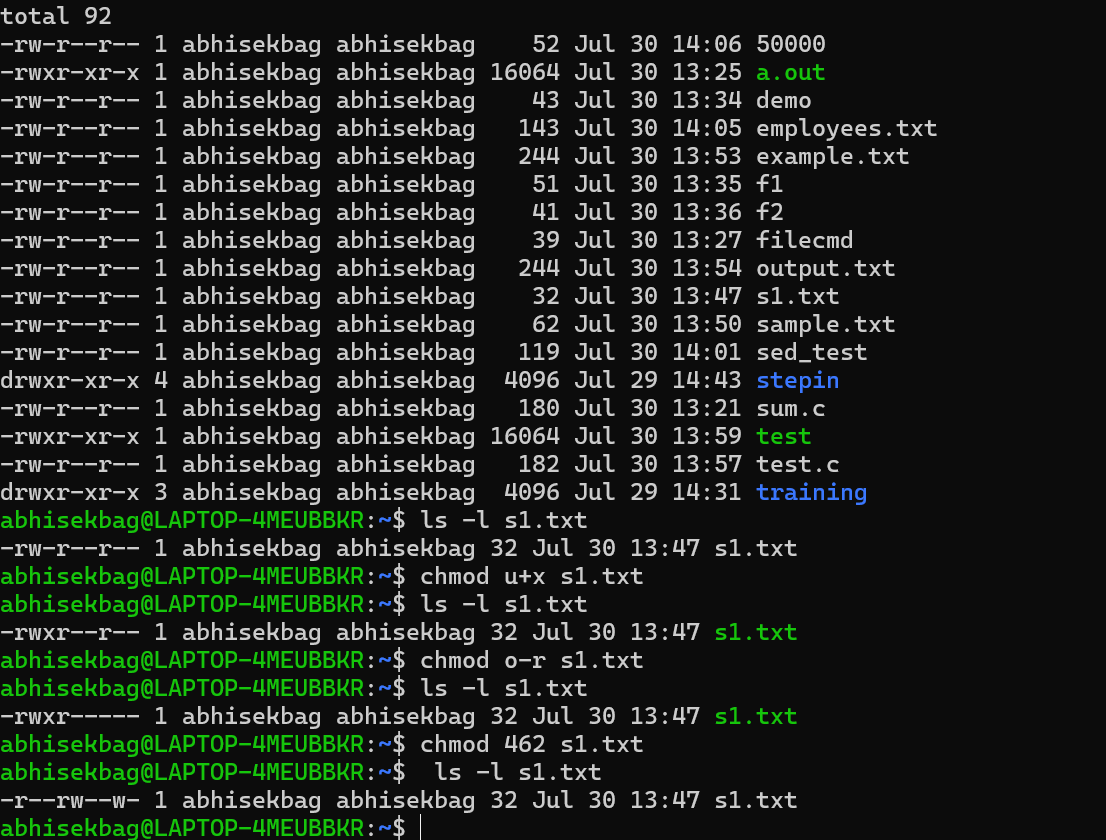 total 92
-rw-r--r-- 1 abhisekbag abhisekbag    52 Jul 30 14:06 50000
-rwxr-xr-x 1 abhisekbag abhisekbag 16064 Jul 30 13:25 a.out
-rw-r--r-- 1 abhisekbag abhisekbag    43 Jul 30 13:34 demo
-rw-r--r-- 1 abhisekbag abhisekbag   143 Jul 30 14:05 employees.txt
-rw-r--r-- 1 abhisekbag abhisekbag   244 Jul 30 13:53 example.txt
-rw-r--r-- 1 abhisekbag abhisekbag    51 Jul 30 13:35 f1
-rw-r--r-- 1 abhisekbag abhisekbag    41 Jul 30 13:36 f2
-rw-r--r-- 1 abhisekbag abhisekbag    39 Jul 30 13:27 filecmd
-rw-r--r-- 1 abhisekbag abhisekbag   244 Jul 30 13:54 output.txt
-rw-r--r-- 1 abhisekbag abhisekbag    32 Jul 30 13:47 s1.txt
-rw-r--r-- 1 abhisekbag abhisekbag    62 Jul 30 13:50 sample.txt
-rw-r--r-- 1 abhisekbag abhisekbag   119 Jul 30 14:01 sed_test
drwxr-xr-x 4 abhisekbag abhisekbag  4096 Jul 29 14:43 stepin
-rw-r--r-- 1 abhisekbag abhisekbag   180 Jul 30 13:21 sum.c
-rwxr-xr-x 1 abhisekbag abhisekbag 16064 Jul 30 13:59 test
-rw-r--r-- 1 abhisekbag abhisekbag   182 Jul 30 13:57 test.c
drwxr-xr-x 3 abhisekbag abhisekbag  4096 Jul 29 14:31 training
abhisekbag@LAPTOP-4MEUBBKR:~$ ls -l s1.txt
-rw-r--r-- 1 abhisekbag abhisekbag 32 Jul 30 13:47 s1.txt
abhisekbag@LAPTOP-4MEUBBKR:~$ chmod u+x s1.txt
abhisekbag@LAPTOP-4MEUBBKR:~$ ls -l s1.txt
-rwxr--r-- 1 abhisekbag abhisekbag 32 Jul 30 13:47 s1.txt
abhisekbag@LAPTOP-4MEUBBKR:~$ chmod o-r s1.txt
abhisekbag@LAPTOP-4MEUBBKR:~$ ls -l s1.txt
-rwxr----- 1 abhisekbag abhisekbag 32 Jul 30 13:47 s1.txt
abhisekbag@LAPTOP-4MEUBBKR:~$ chmod 462 s1.txt
abhisekbag@LAPTOP-4MEUBBKR:~$  ls -l s1.txt
-r--rw--w- 1 abhisekbag abhisekbag 32 Jul 30 13:47 s1.txt
abhisekbag@LAPTOP-4MEUBBKR:~$